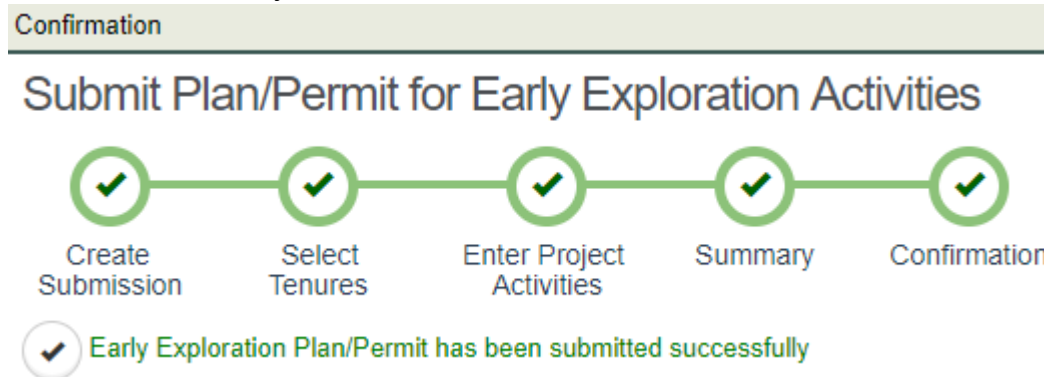 Confirmation
Submit Plan/Permit for Early Exploration Activities
Create Submission
Select Tenures
Enter Project Activities
Summary
Confirmation
Early Exploration Plan/Permit has been submitted successfully